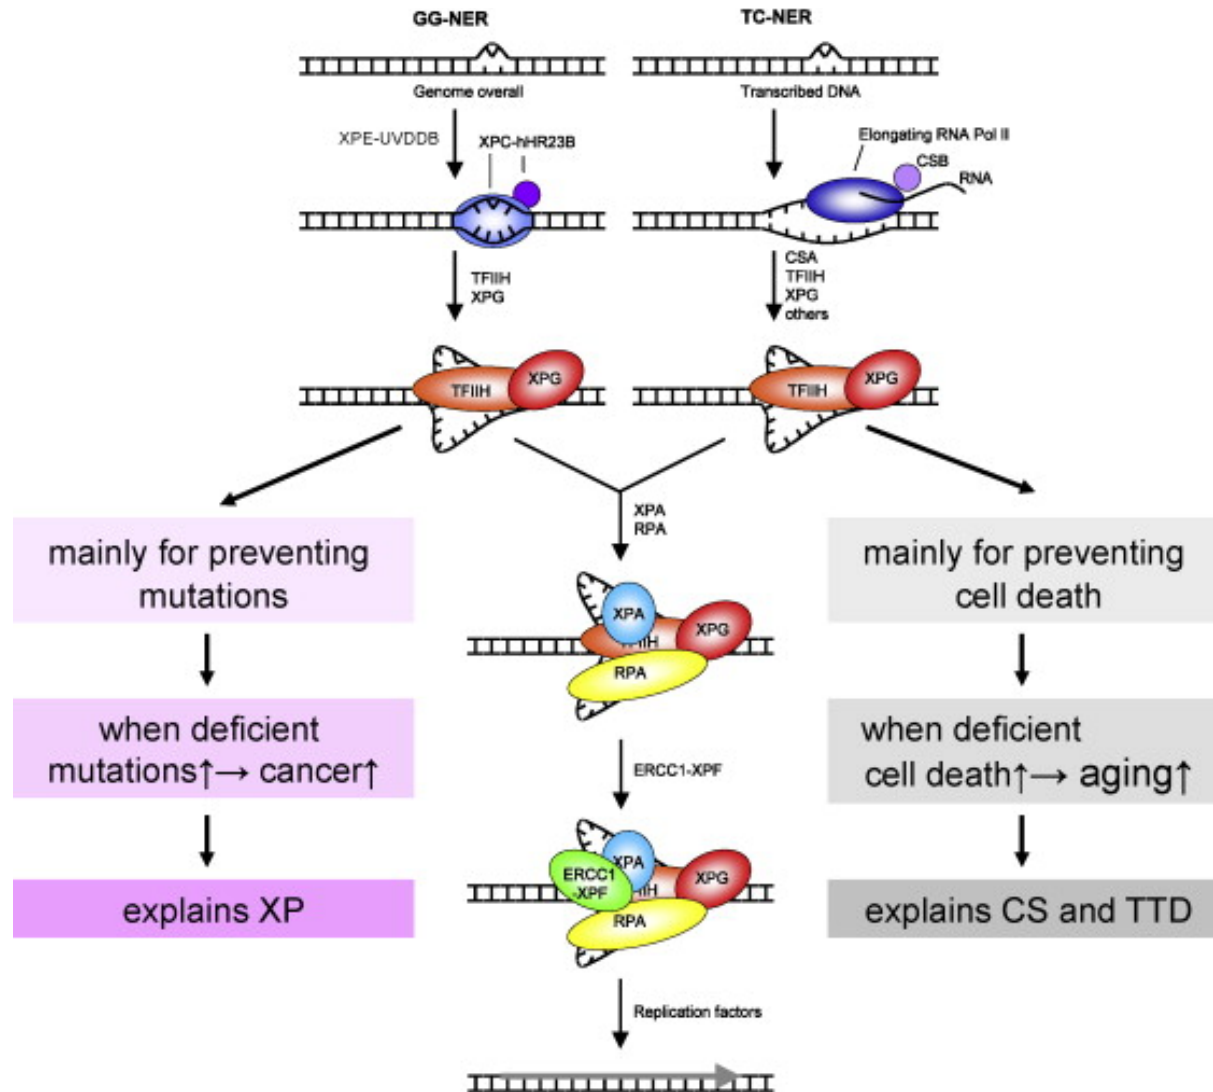 GG-NER
TC-NER
Genome overall
Transcribed DNA
XPE-UVDDB
XPC-hHR23B
Elongating RNA Pol II
CSB
RNA
TFIIH
XPG
CSA
TFIIH
XPG
others
TFIIH
XPG
TFIIH
XPG
XPA
RPA
mainly for preventing
mutations
mainly for preventing
cell death
XPA
XPG
TFIIH
RPA
when deficient
mutations↑→ cancer↑
when deficient
cell death↑→ aging↑
ERCC1-XPF
XPA
ERCC1
-XPF
XPG
IIH
RPA
explains XP
explains CS and TTD
Replication factors